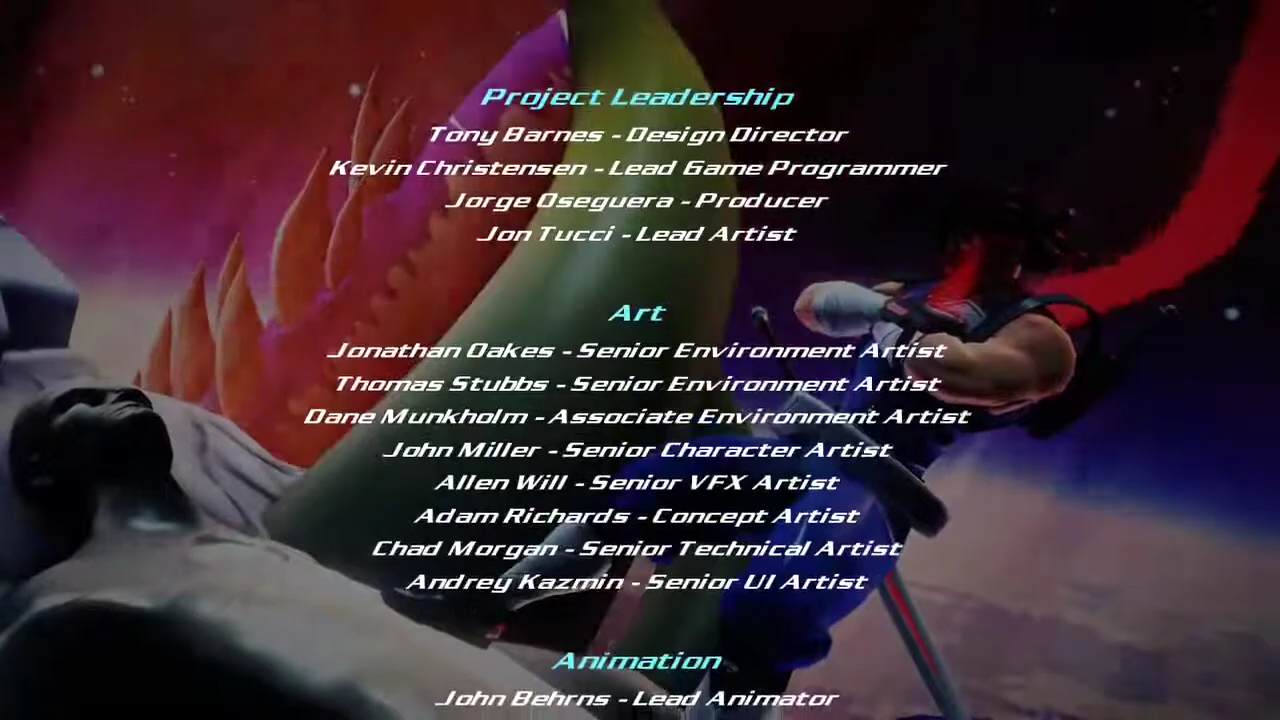 Project Leadership
Tony Barnes - Design Director
Kevin Christensen - Lead Game Programmer
Jorge Oseguera - Producer
Jon Tucci - Lead Artist
Art
Jonathan Oakes - Senior Environment Artist
Thomas Stubbs - Senior Environment Artist
Dane Munkholm - Associate Environment Artist
John Miller - Senior Character Artist
Allen Will - Senior VFX Artist
Adam Richards - Concept Artist
Chad Morgan - Senior Technical Artist
Andrey Kazmin - Senior UI Artist
Animation
John Behrns - Lead Animator